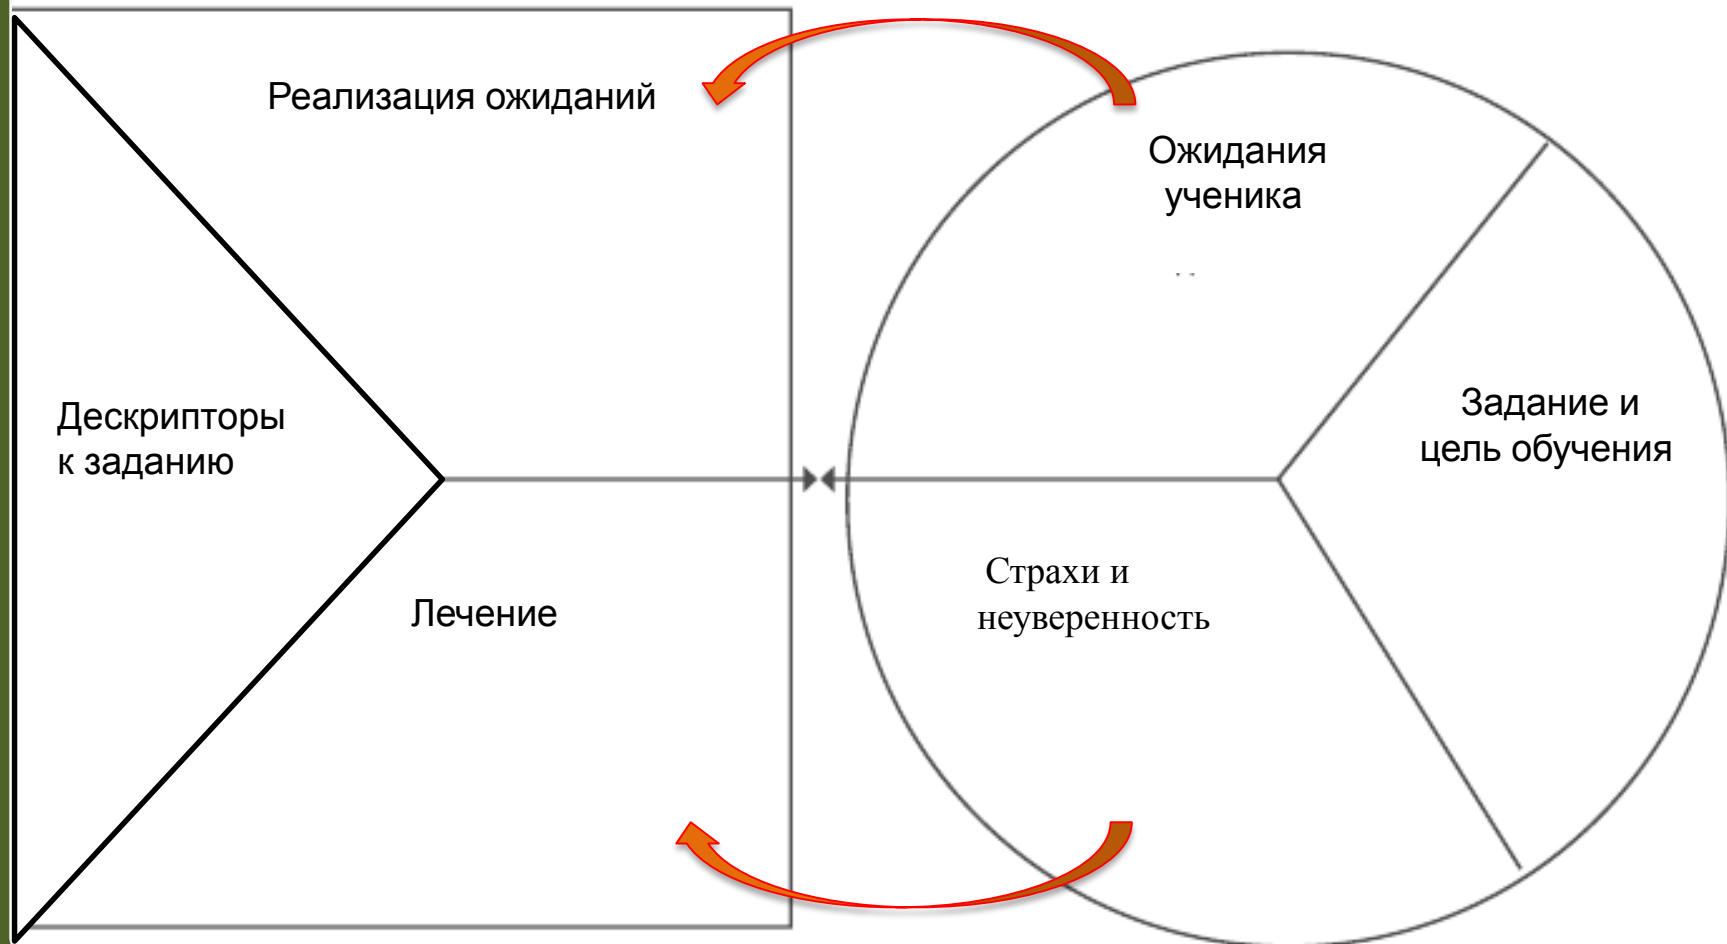 Реализация ожиданий
Ожидания
ученика
Дескрипторы
к заданию
Задание и
цель обучения
Лечение
Страхи и
неуверенность